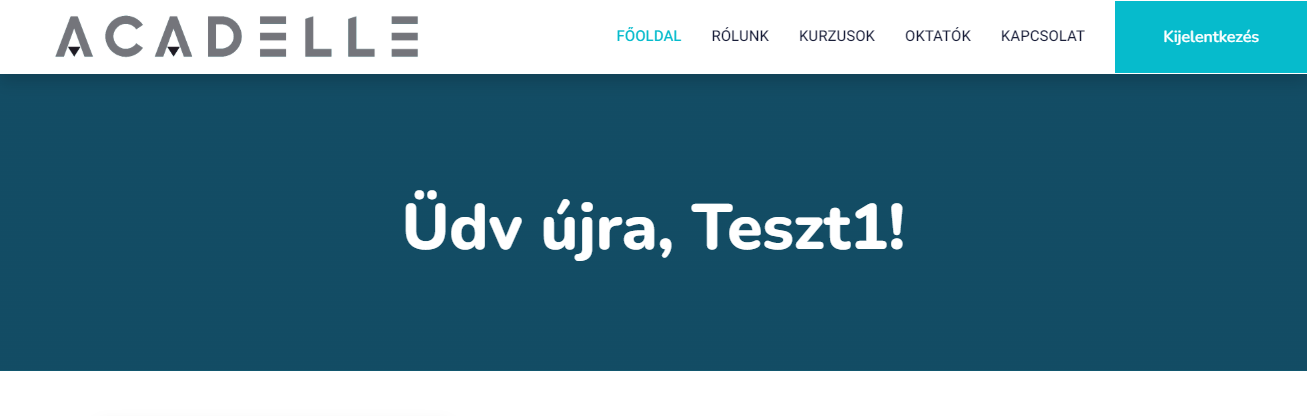 ACADELLE
FŐOLDAL RÓLUNK KURZUSOK OKTATÓK KAPCSOLAT Kijelentkezés
Üdv újra, Teszt1!